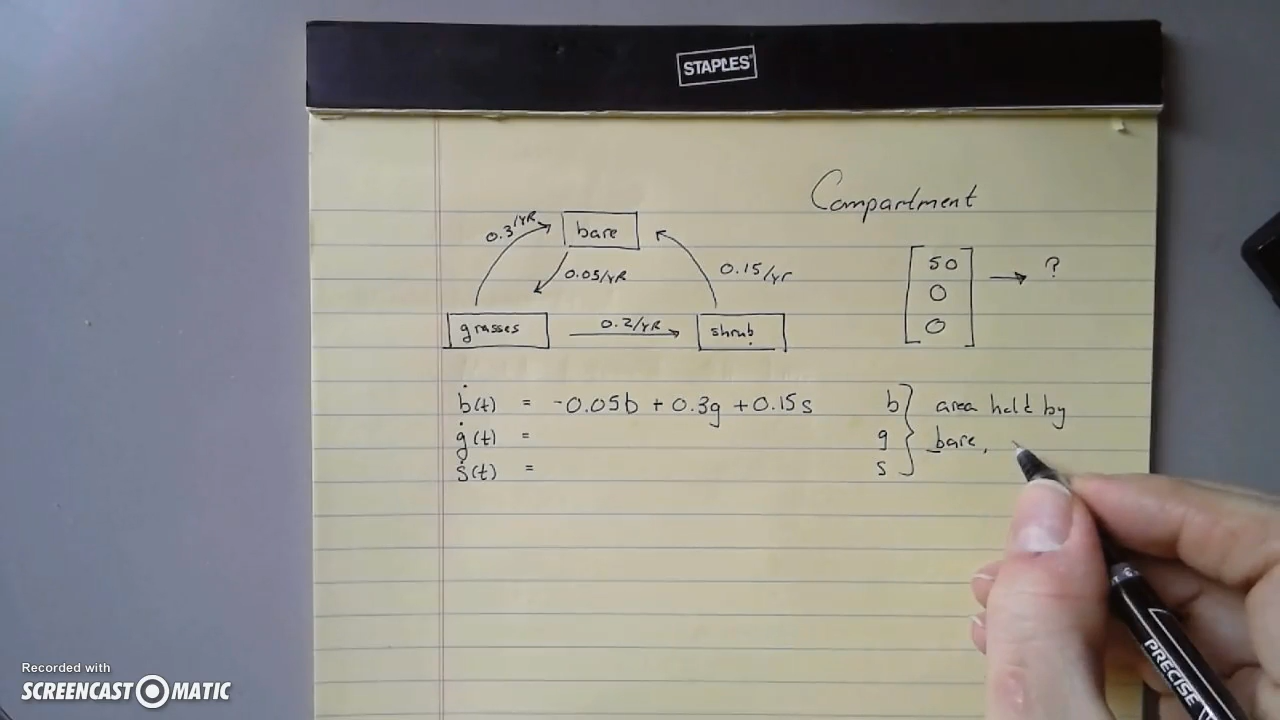 STAPLES
Compartment
0.3/YR
bare
0.05/YR
0.15/yr
grasses
0.2/YR
shrub
50
0
0
→ ?
ḃ(t) = -0.05b + 0.3g + 0.15s
ġ(t) =
ṡ(t) =
b
g
s
area held by
bare,
PRECISE V
Recorded with
SCREENCAST-O-MATIC